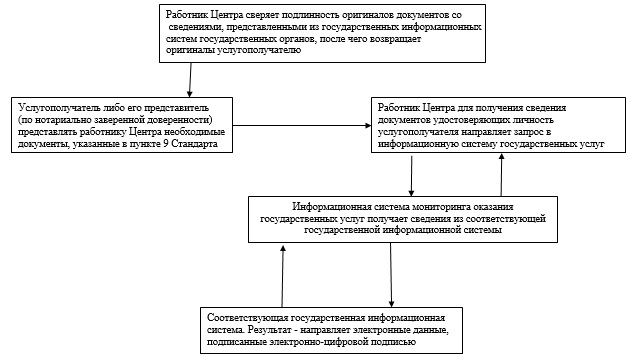 Работник Центра сверяет подлинность оригиналов документов со
сведениями, представленными из государственных информационных
систем государственных органов, после чего возвращает
оригиналы услугополучателю
Услугополучатель либо его представитель
(по нотариально заверенной доверенности)
представлять работнику Центра необходимые
документы, указанные в пункте 9 Стандарта
Работник Центра для получения сведения
документов удостоверяющих личность
услугополучателя направляет запрос в
информационную систему государственных услуг
Информационная система мониторинга оказания
государственных услуг получает сведения из соответствующей
государственной информационной системы
Соответствующая государственная информационная
система. Результат - направляет электронные данные,
подписанные электронно-цифровой подписью